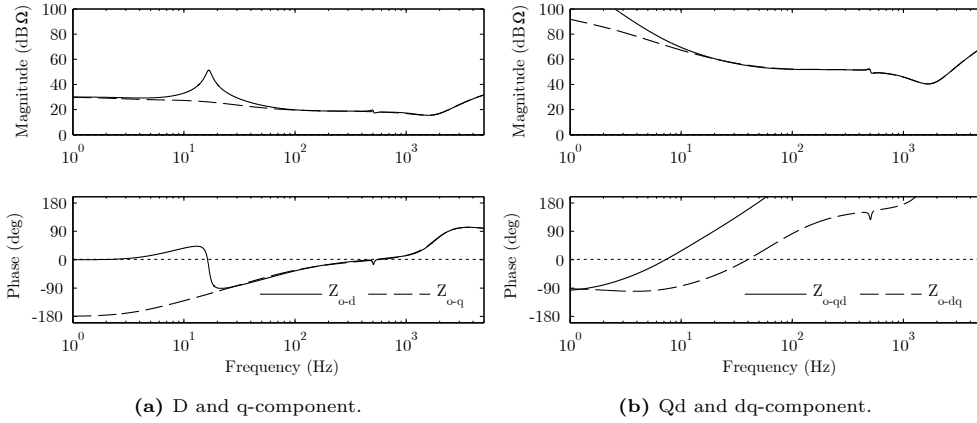 Magnitude (dBΩ)
100
80
60
40
20
0
10^0 10^1 10^2 10^3
Phase (deg)
180
90
0
-90
-180
Z_o-d Z_o-q
10^0 10^1 10^2 10^3
Frequency (Hz)
(a) D and q-component.
Magnitude (dBΩ)
100
80
60
40
20
0
10^0 10^1 10^2 10^3
Phase (deg)
180
90
0
-90
-180
Z_o-qd Z_o-dq
10^0 10^1 10^2 10^3
Frequency (Hz)
(b) Qd and dq-component.